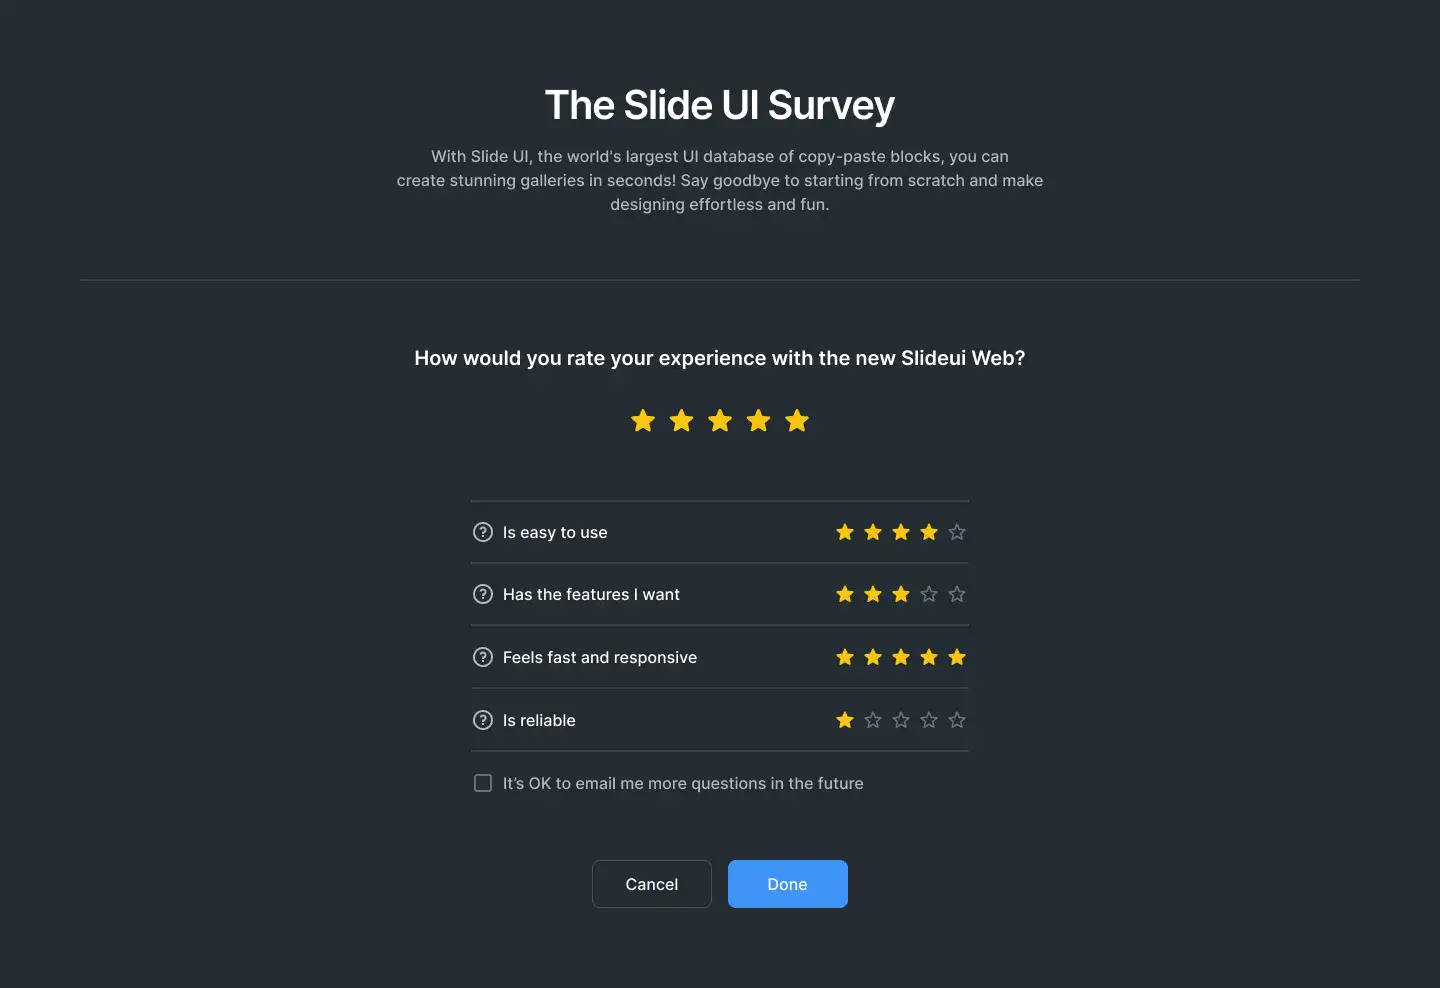 The Slide UI Survey
With Slide UI, the world's largest UI database of copy-paste blocks, you can
create stunning galleries in seconds! Say goodbye to starting from scratch and make
designing effortless and fun.
How would you rate your experience with the new Slideui Web?
Is easy to use
Has the features I want
Feels fast and responsive
Is reliable
It’s OK to email me more questions in the future
Cancel
Done